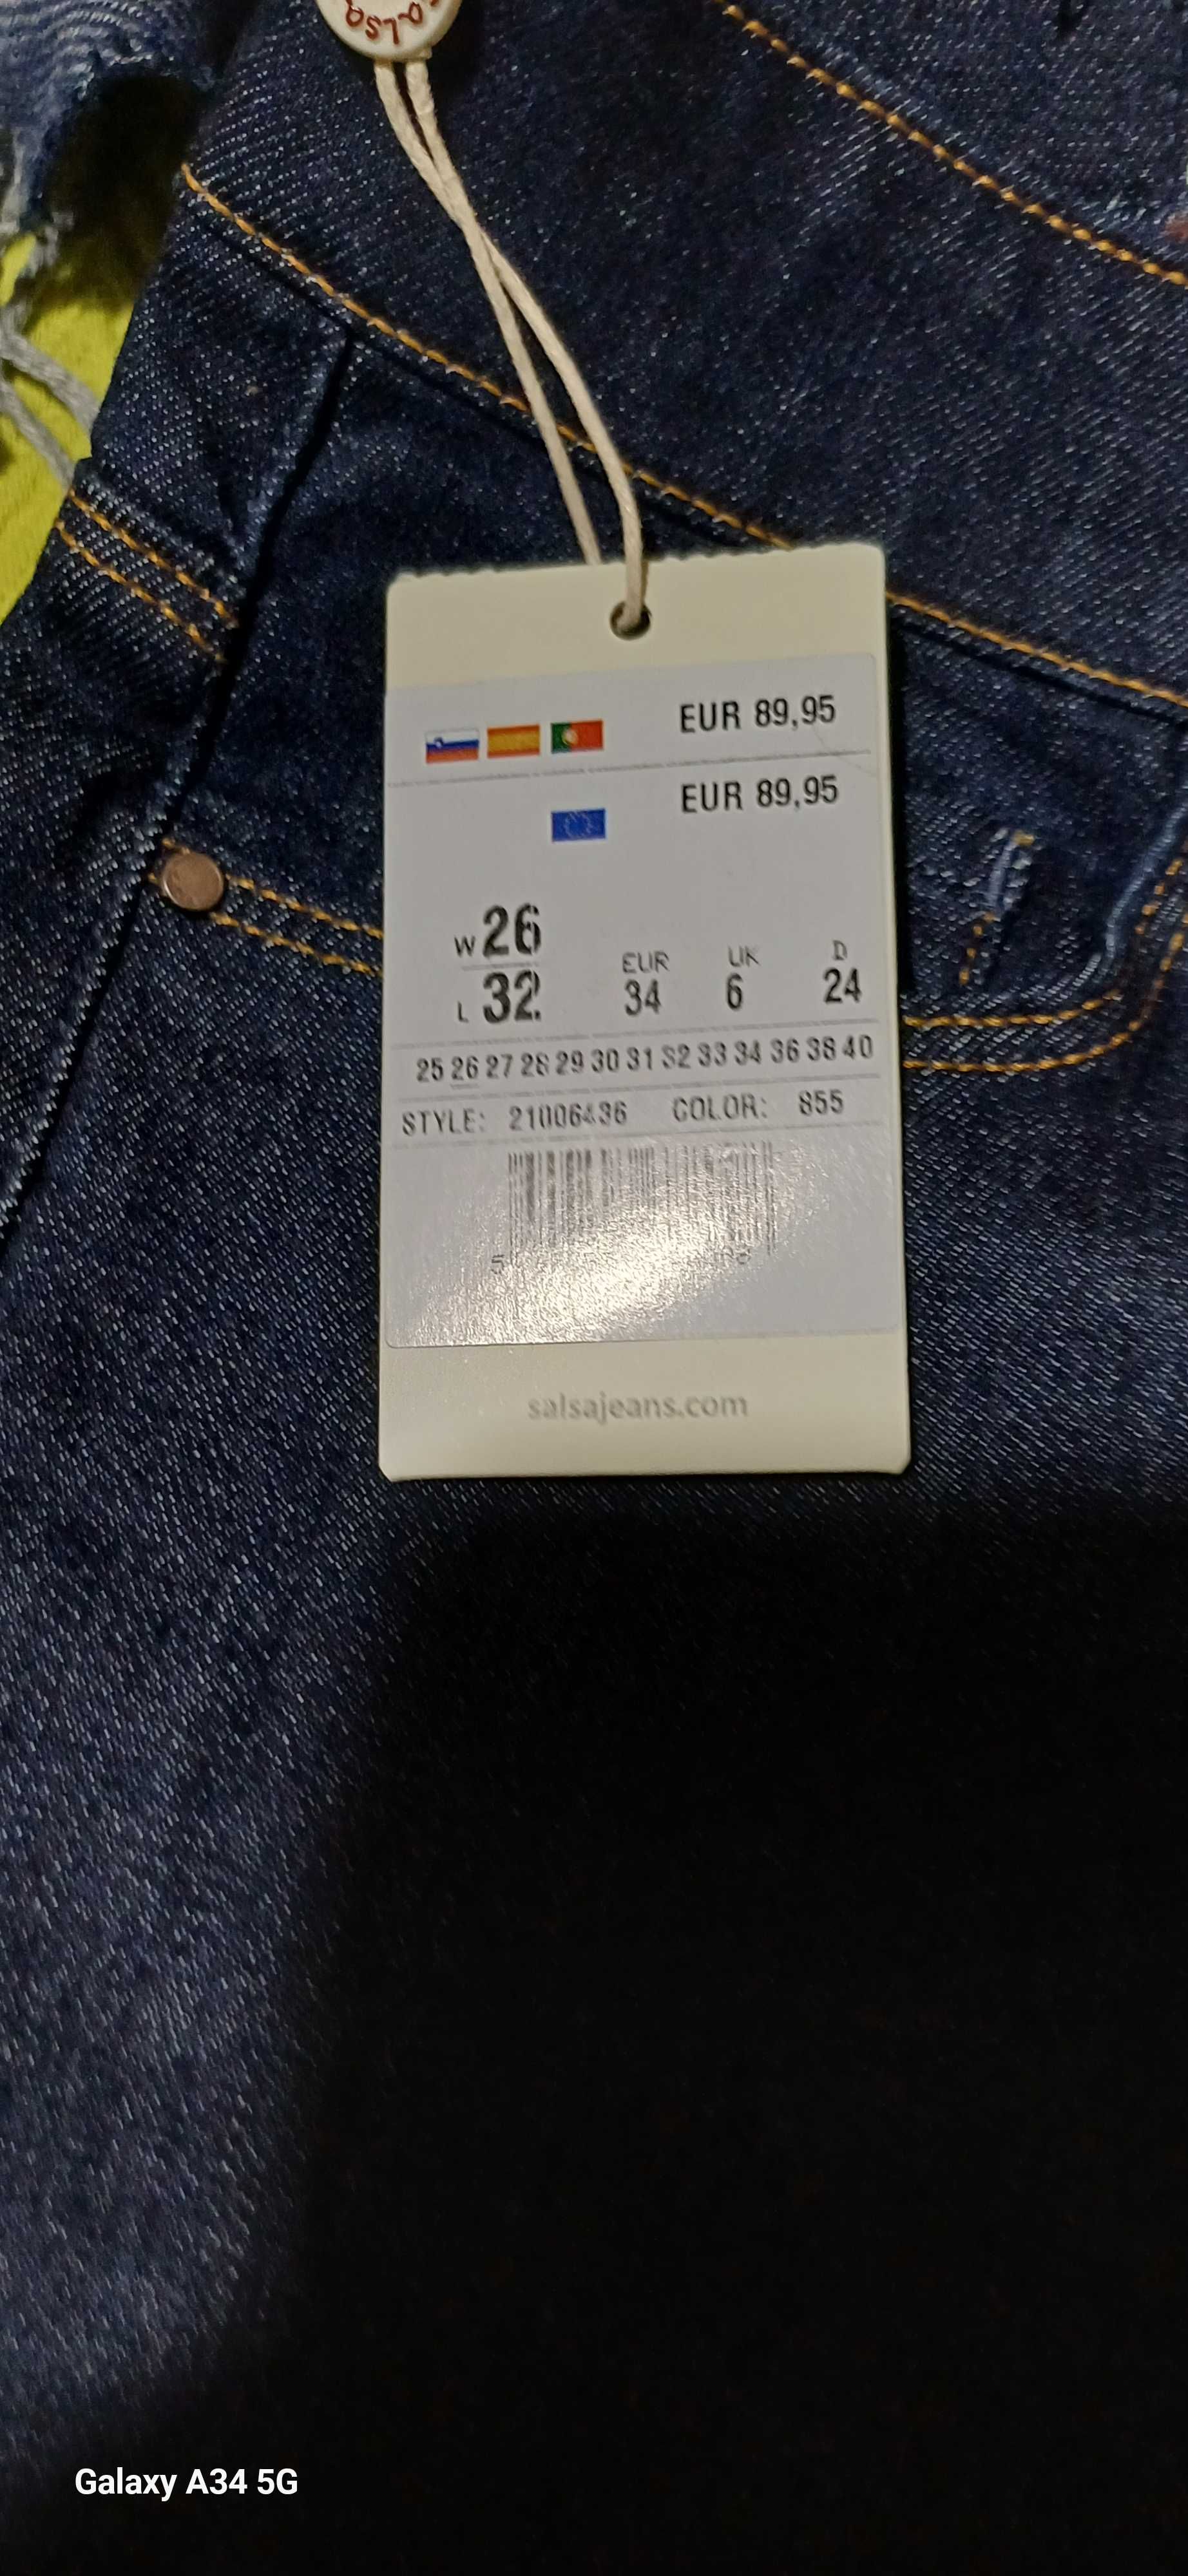 SALSA
EUR 89,95
EUR 89,95
W 26
L 32
EUR UK D
34 6 24
25 26 27 28 29 30 31 32 33 34 36 38 40
STYLE: 21006436 COLOR: 855
salsajeans.com
Galaxy A34 5G